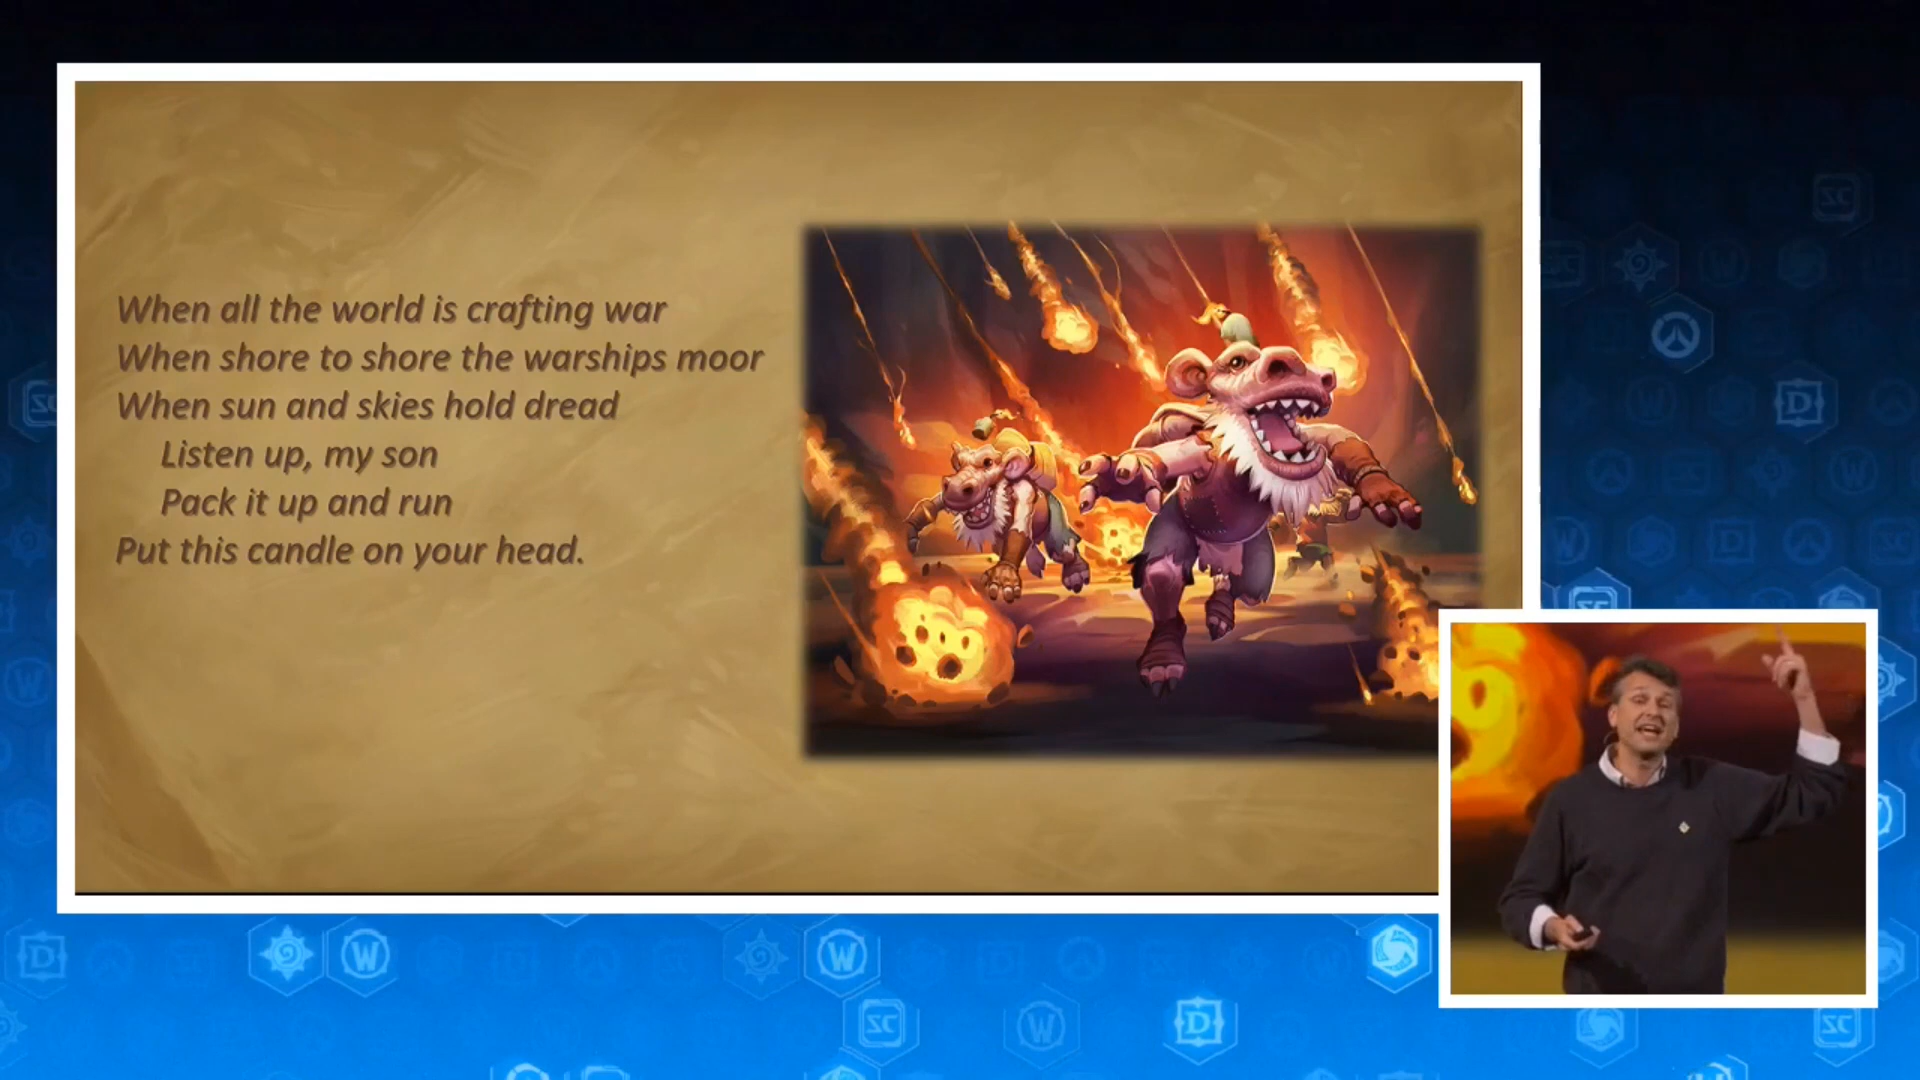 When all the world is crafting war
When shore to shore the warships moor
When sun and skies hold dread
Listen up, my son
Pack it up and run
Put this candle on your head.